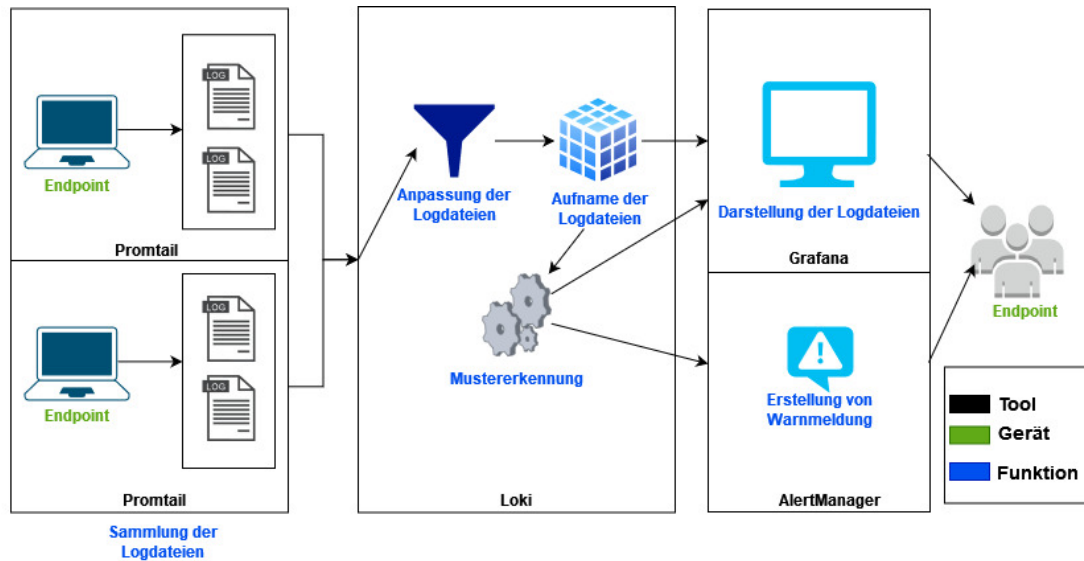 LOG
LOG
Endpoint
Promtail
LOG
LOG
Endpoint
Promtail
Sammlung der
Logdateien
Anpassung der
Logdateien
Aufname der
Logdateien
Mustererkennung
Loki
Darstellung der Logdateien
Grafana
Erstellung von
Warnmeldung
AlertManager
Endpoint
Tool
Gerät
Funktion